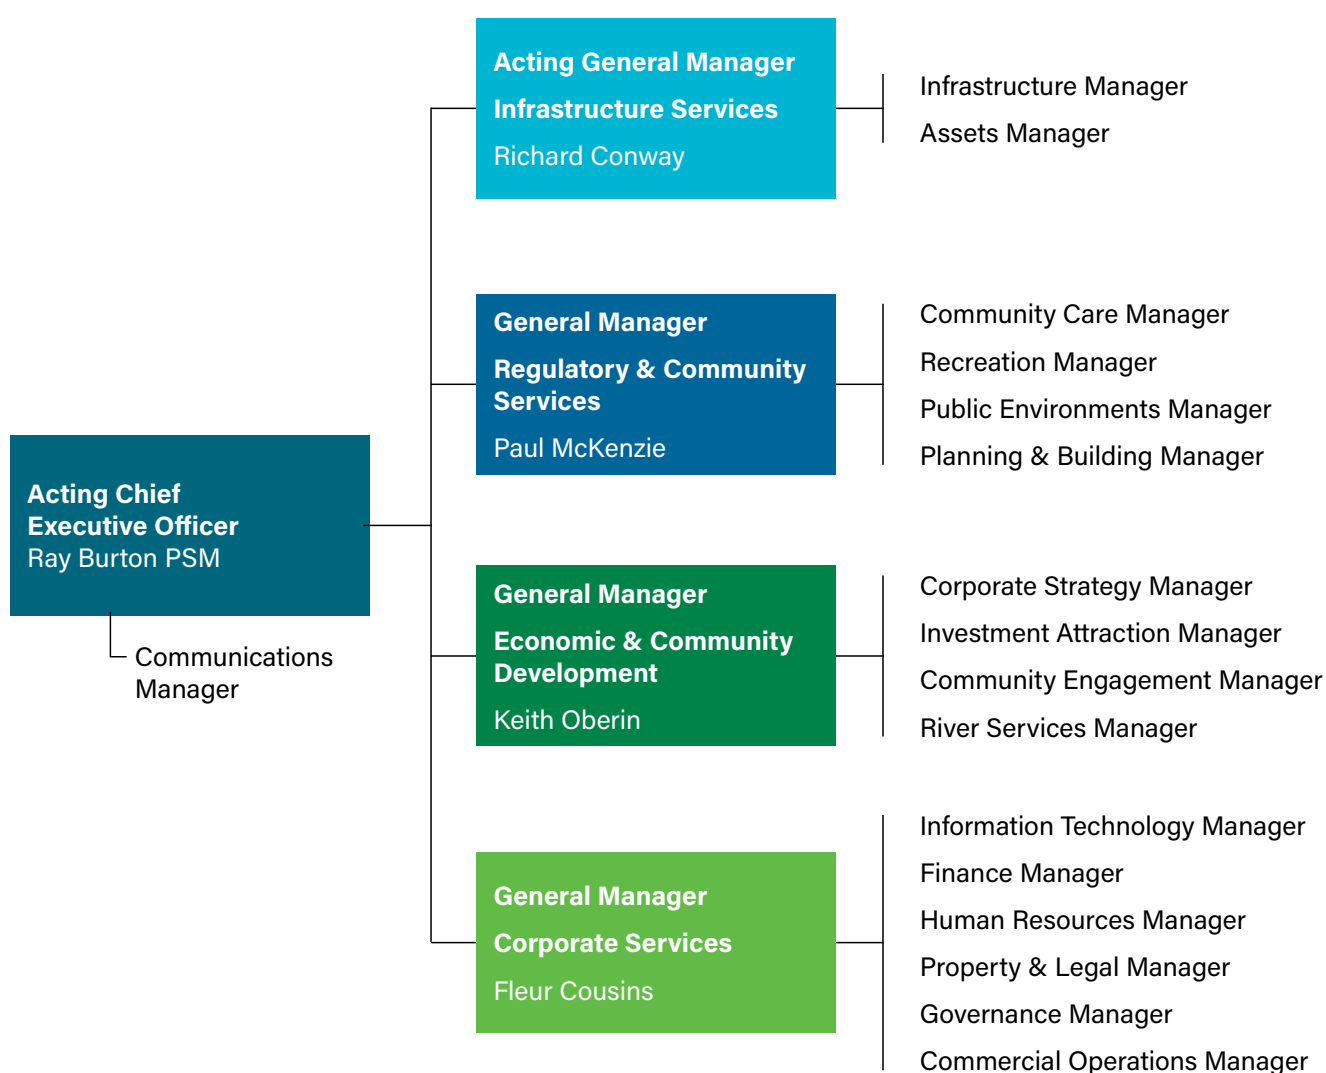 Acting General Manager
Infrastructure Services
Richard Conway
Infrastructure Manager
Assets Manager
General Manager
Regulatory & Community
Services
Paul McKenzie
Community Care Manager
Recreation Manager
Public Environments Manager
Planning & Building Manager
Acting Chief
Executive Officer
Ray Burton PSM
Communications
Manager
General Manager
Economic & Community
Development
Keith Oberin
Corporate Strategy Manager
Investment Attraction Manager
Community Engagement Manager
River Services Manager
General Manager
Corporate Services
Fleur Cousins
Information Technology Manager
Finance Manager
Human Resources Manager
Property & Legal Manager
Governance Manager
Commercial Operations Manager